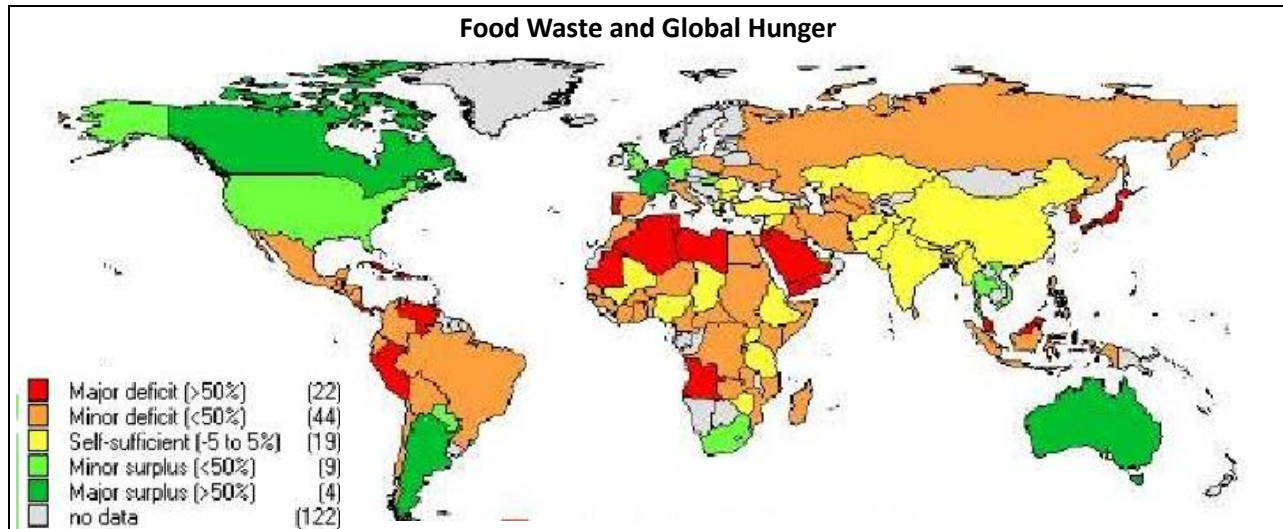 Food Waste and Global Hunger
Major deficit (>50%) (22)
Minor deficit (<50%) (44)
Self-sufficient (-5 to 5%) (19)
Minor surplus (<50%) (9)
Major surplus (>50%) (4)
no data (122)